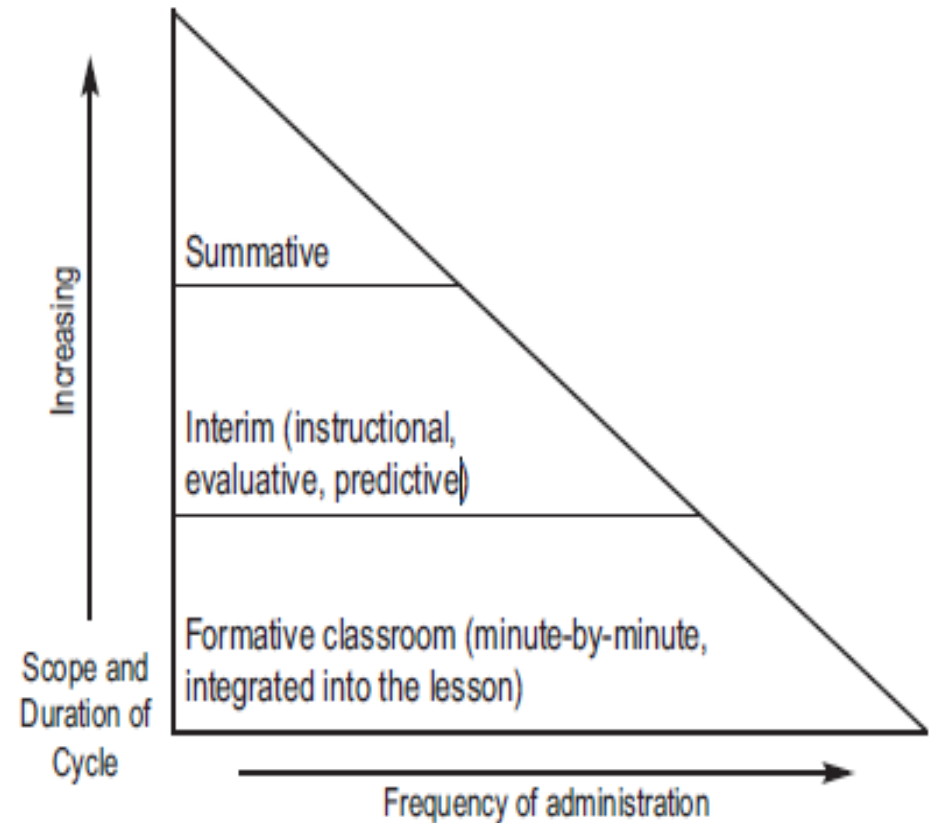 Summative
Increasing
Interim (instructional,
evaluative, predictive)
Formative classroom (minute-by-minute,
integrated into the lesson)
Scope and
Duration of
Cycle
Frequency of administration